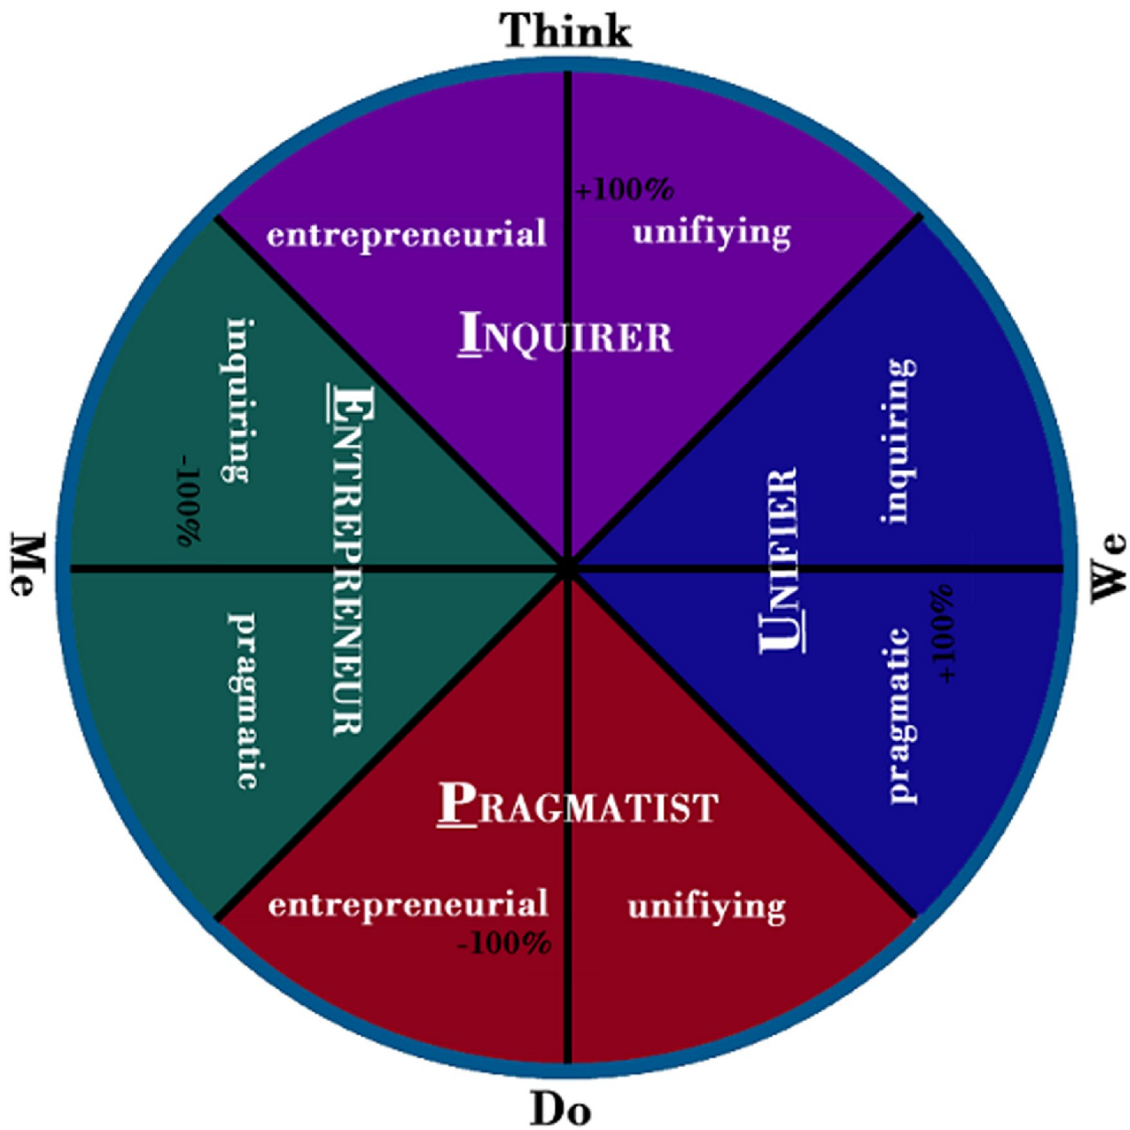 Think
+100%
entrepreneurial
unifiying
INQUIRER
inquiring
ENTREPRENEUR
-100%
Me
pragmatic
inquiring
UNIFIER
We
+100%
pragmatic
PRAGMATIST
entrepreneurial
unifiying
-100%
Do